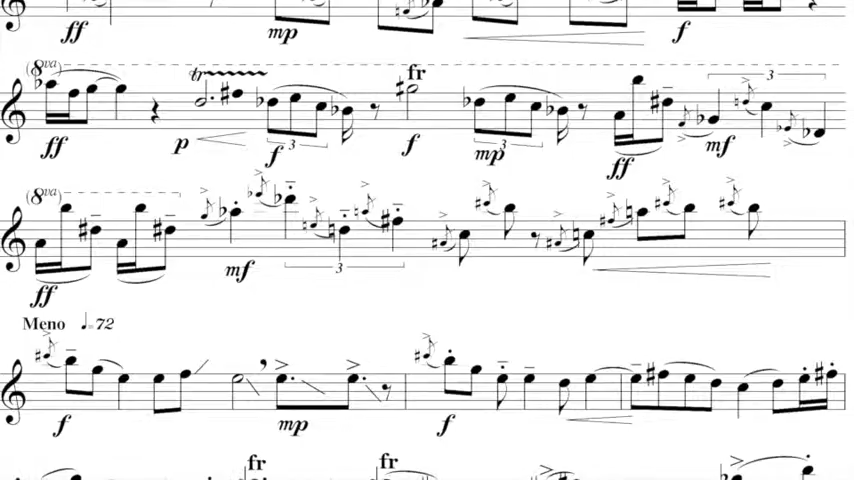 ff mp f
(8va)
tr fr 3
ff p f 3 f mp 3 ff mf
(8va)
mf 3
ff
Meno ♩=72
f mp f
fr fr